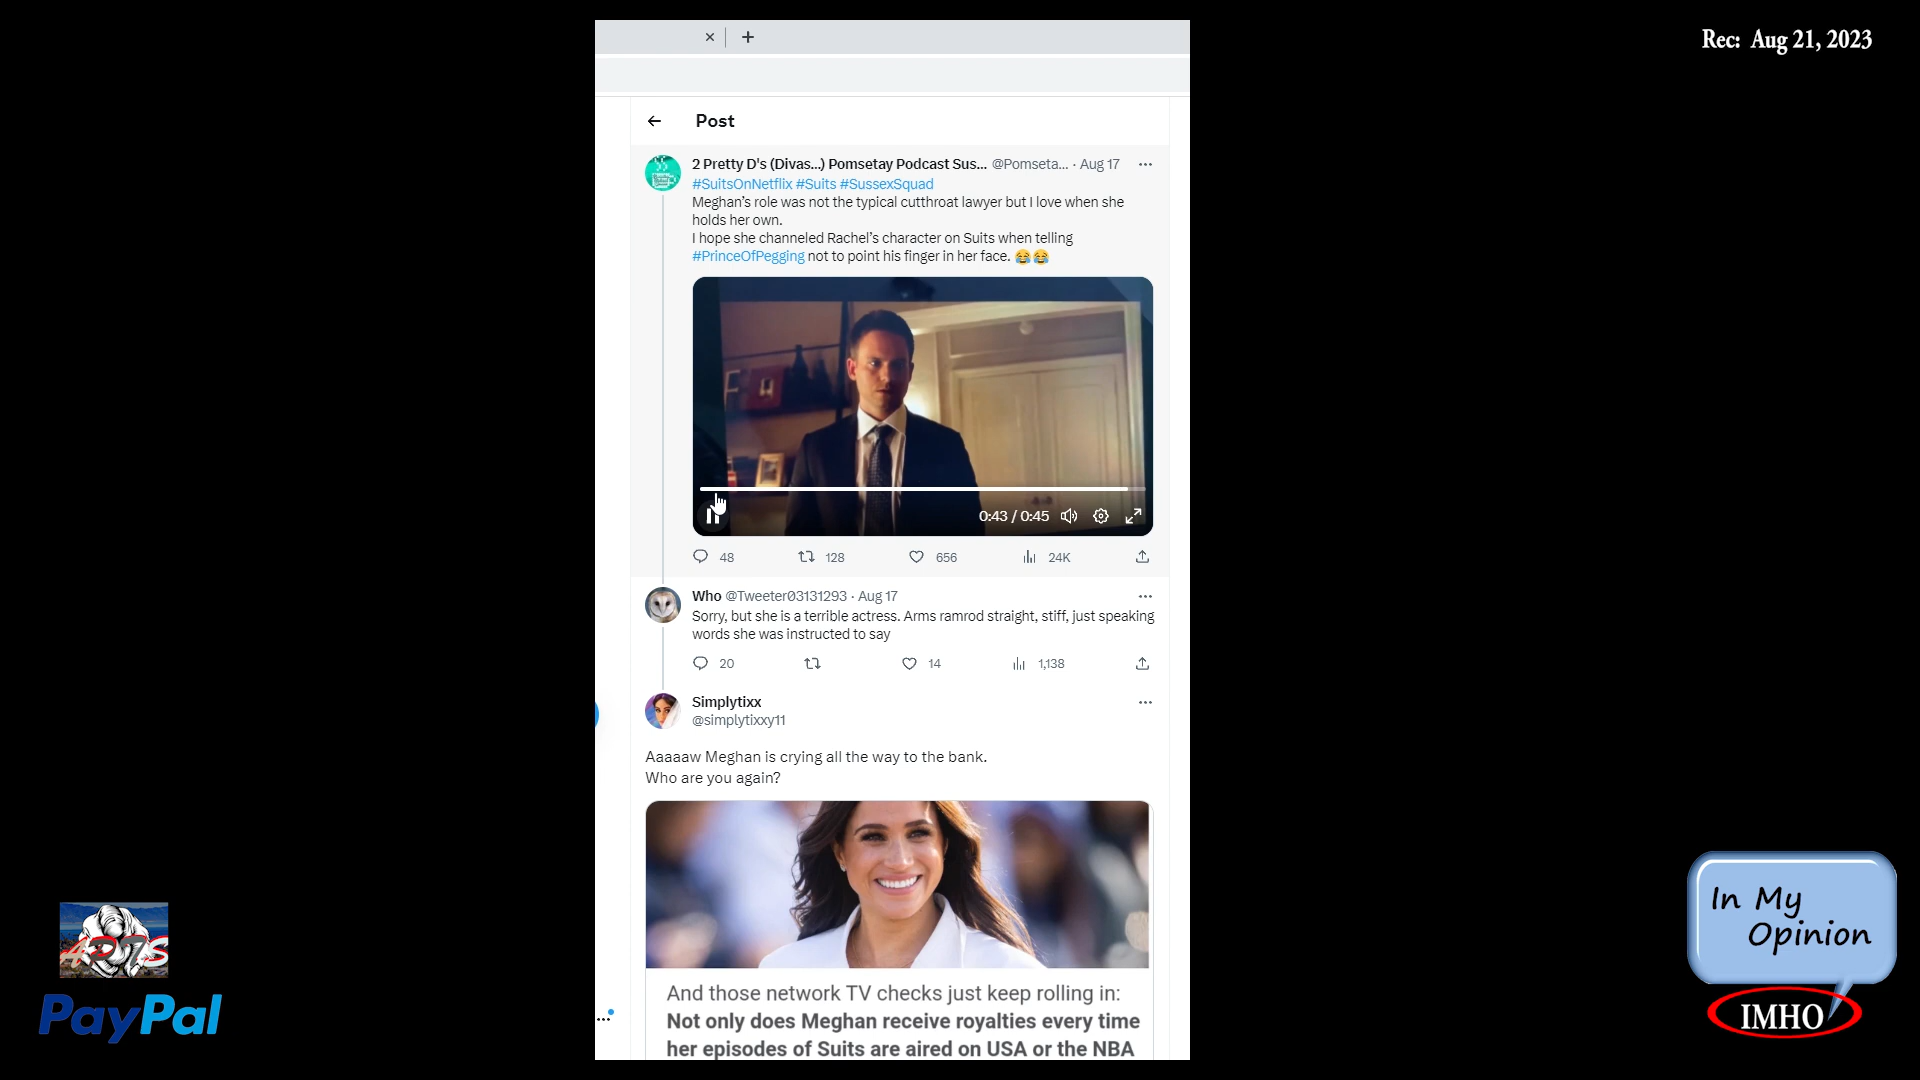 Rec: Aug 21, 2023
Post
2 Pretty D's (Divas...) Pomsetay Podcast Sus... @Pomseta... · Aug 17
#SuitsOnNetflix #Suits #SussexSquad
Meghan’s role was not the typical cutthroat lawyer but I love when she
holds her own.
I hope she channeled Rachel’s character on Suits when telling
#PrinceOfPegging not to point his finger in her face. 😂😂
0:43 / 0:45
48 128 656 24K
Who @Tweeter03131293 · Aug 17
Sorry, but she is a terrible actress. Arms ramrod straight, stiff, just speaking
words she was instructed to say
20 14 1,138
Simplytixx
@simplytixxy11
Aaaaaw Meghan is crying all the way to the bank.
Who are you again?
And those network TV checks just keep rolling in:
Not only does Meghan receive royalties every time
her episodes of Suits are aired on USA or the NBA
PayPal
In My
Opinion
IMHO